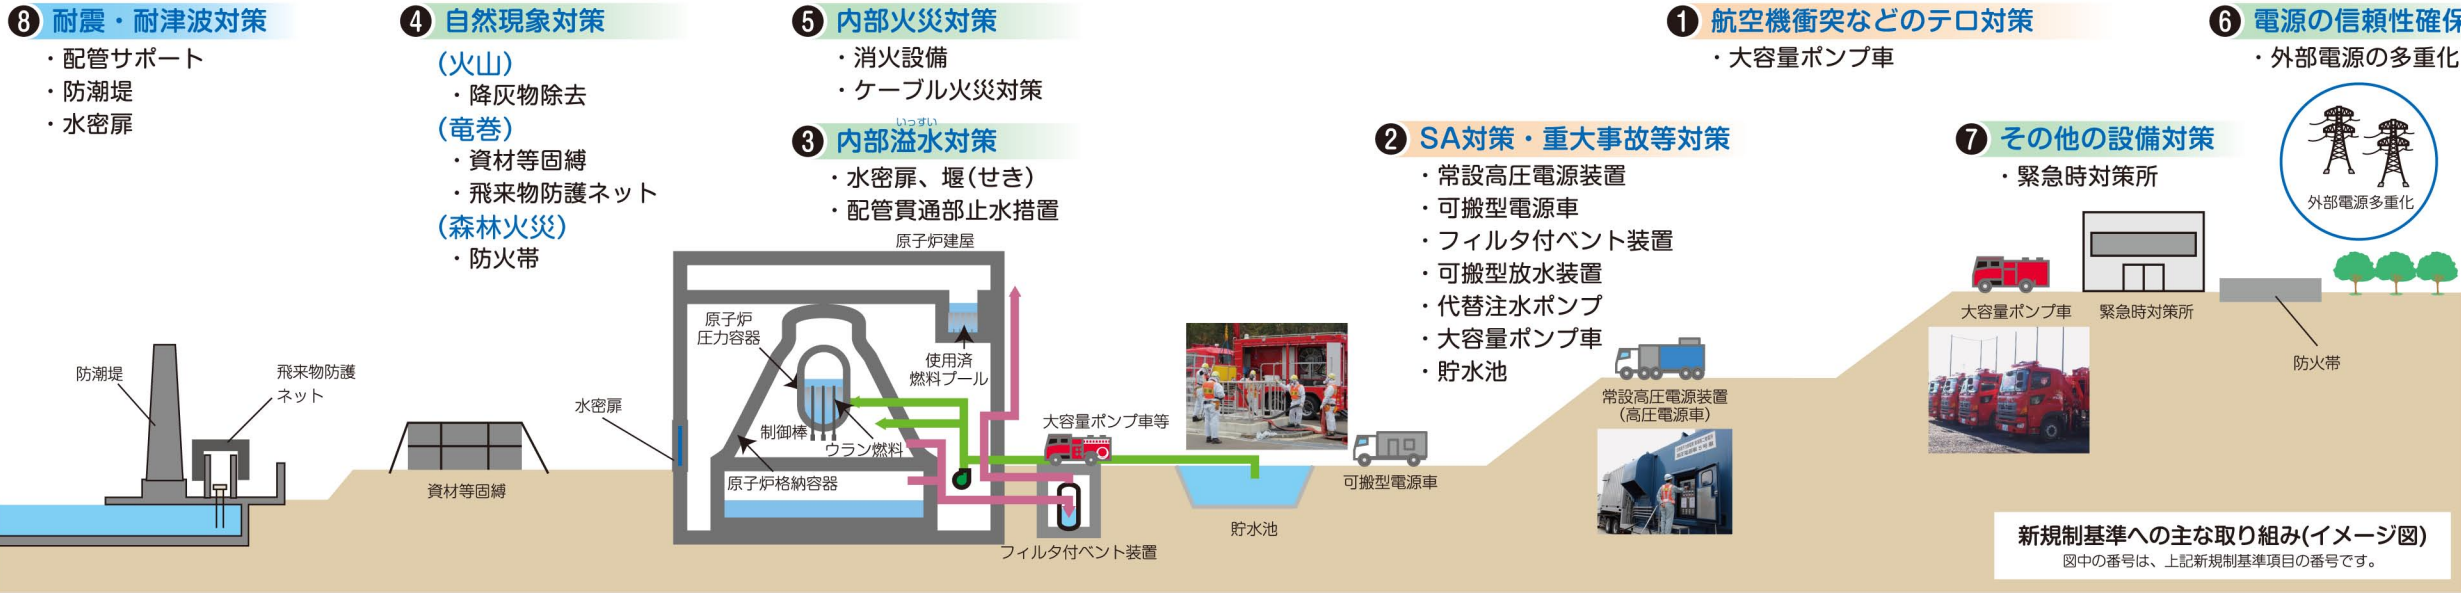 ❽ 耐震・耐津波対策
・配管サポート
・防潮堤
・水密扉
❹ 自然現象対策
(火山)
・降灰物除去
(竜巻)
・資材等固縛
・飛来物防護ネット
(森林火災)
・防火帯
❺ 内部火災対策
・消火設備
・ケーブル火災対策
いっすい
❸ 内部溢水対策
・水密扉、堰(せき)
・配管貫通部止水措置
❶ 航空機衝突などのテロ対策
・大容量ポンプ車
❷ SA対策・重大事故等対策
・常設高圧電源装置
・可搬型電源車
・フィルタ付ベント装置
・可搬型放水装置
・代替注水ポンプ
・大容量ポンプ車
・貯水池
❻ 電源の信頼性確保
・外部電源の多重化
外部電源多重化
❼ その他の設備対策
・緊急時対策所
防潮堤
飛来物防護
ネット
資材等固縛
水密扉
原子炉建屋
原子炉
圧力容器
使用済
燃料プール
制御棒
ウラン燃料
原子炉格納容器
大容量ポンプ車等
フィルタ付ベント装置
貯水池
可搬型電源車
常設高圧電源装置
(高圧電源車)
大容量ポンプ車
緊急時対策所
防火帯
新規制基準への主な取り組み(イメージ図)
図中の番号は、上記新規制基準項目の番号です。